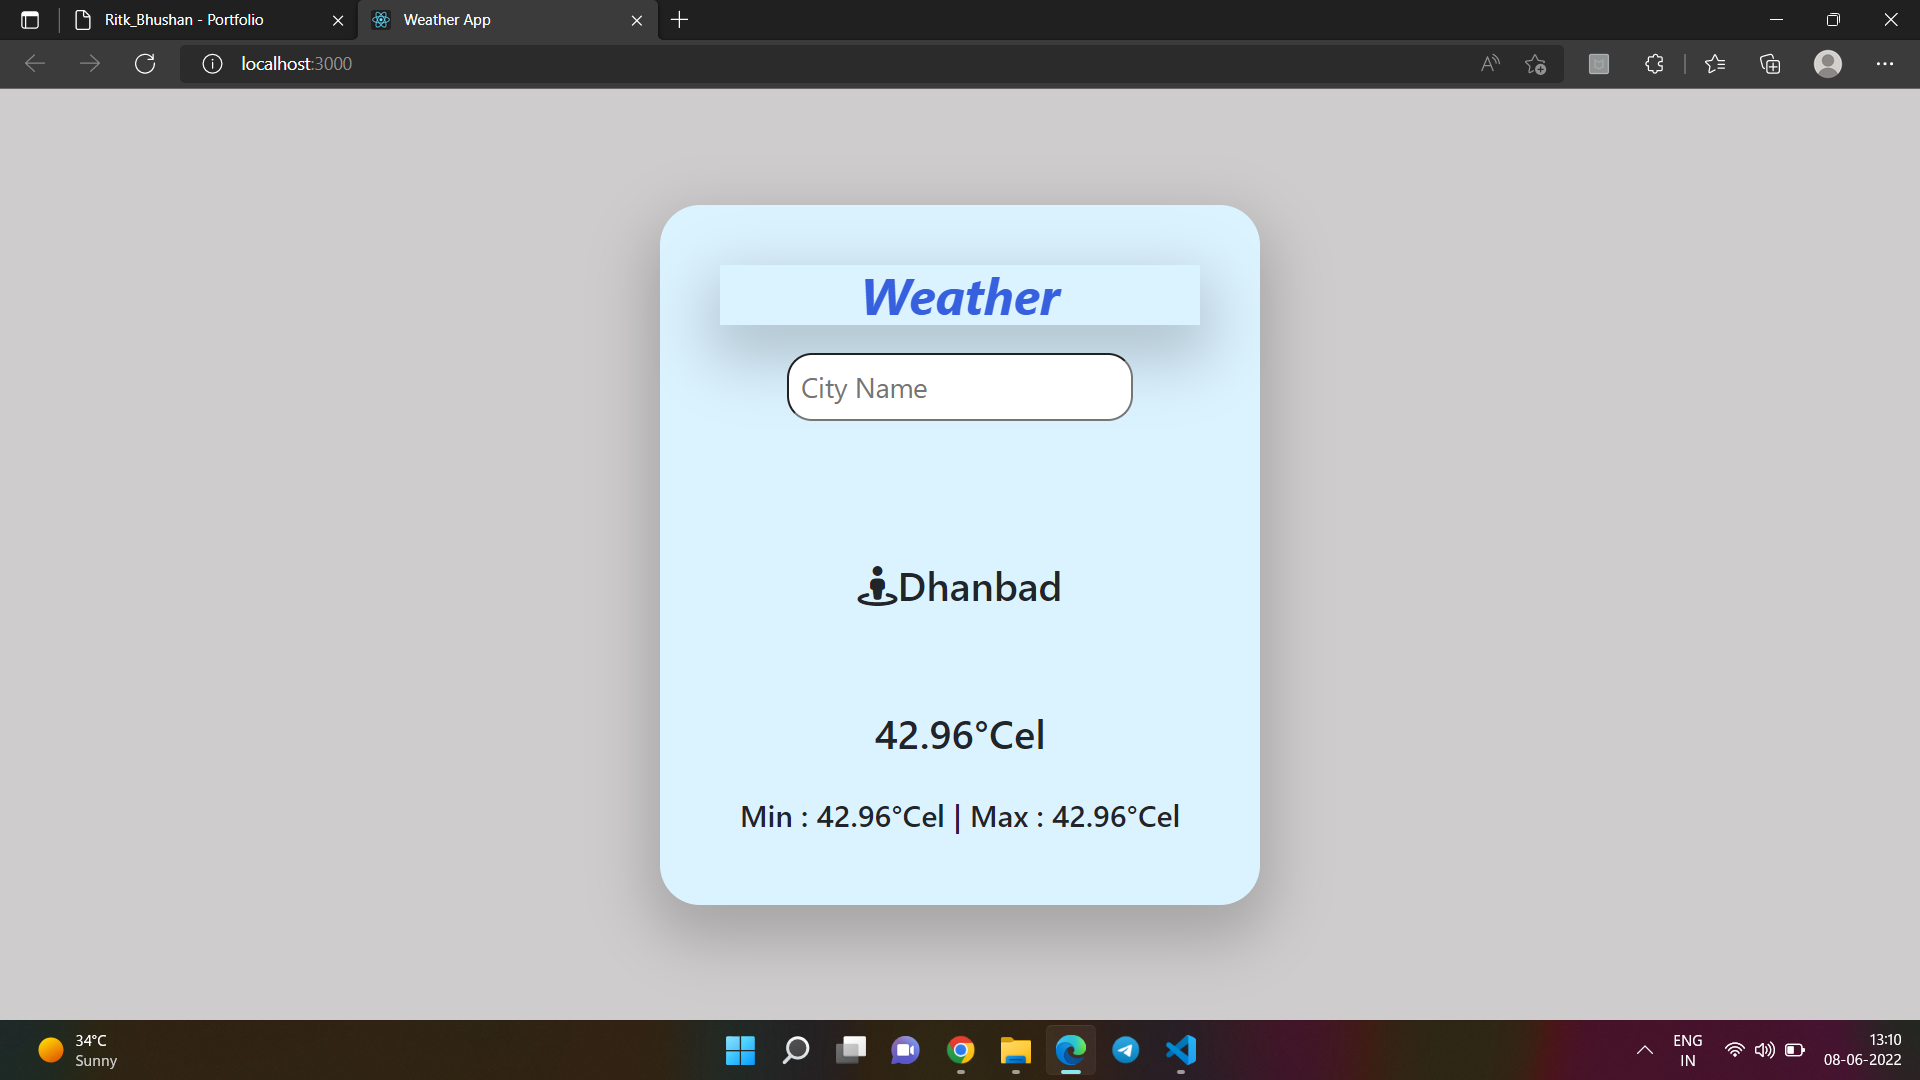 Ritk_Bhushan - Portfolio
Weather App
localhost:3000
Weather
City Name
Dhanbad
42.96°Cel
Min : 42.96°Cel | Max : 42.96°Cel
34°C
Sunny
ENG
IN
13:10
08-06-2022